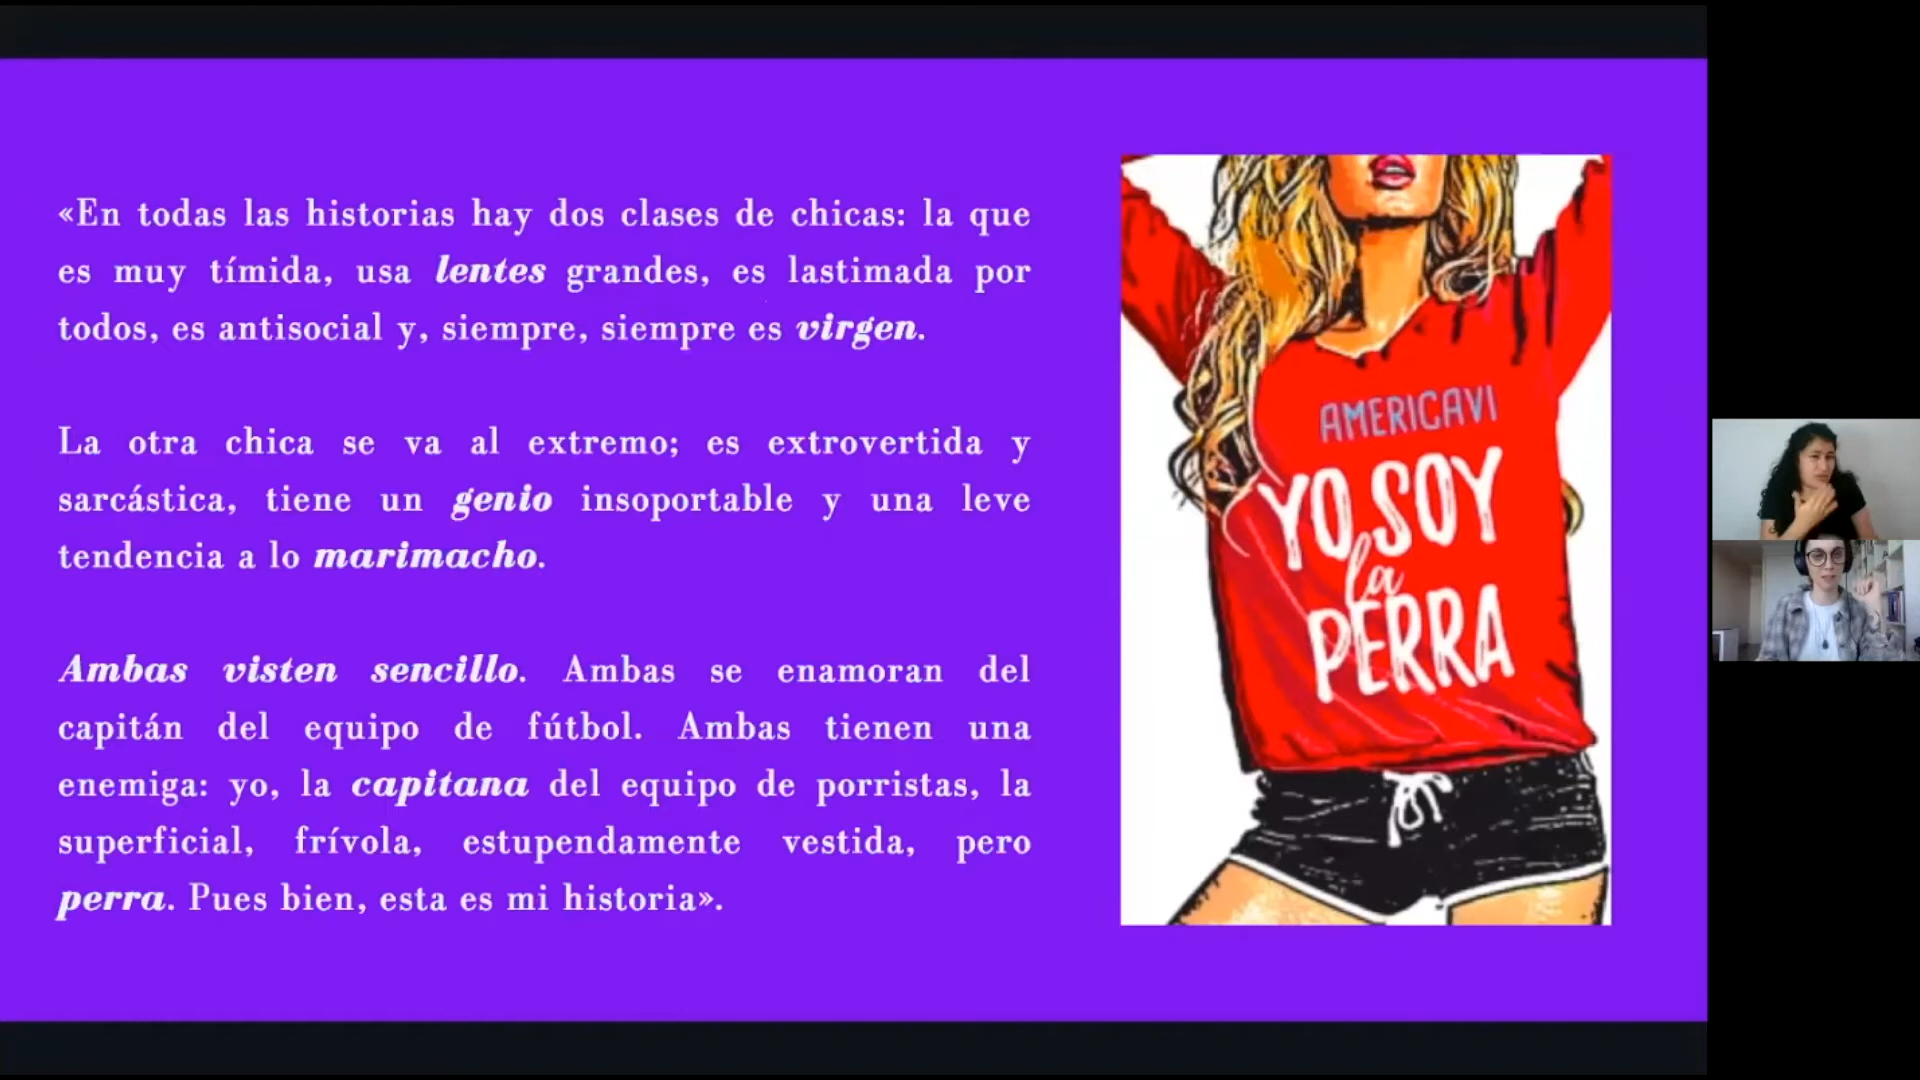 «En todas las historias hay dos clases de chicas: la que
es muy tímida, usa lentes grandes, es lastimada por
todos, es antisocial y, siempre, siempre es virgen.
La otra chica se va al extremo; es extrovertida y
sarcástica, tiene un genio insoportable y una leve
tendencia a lo marimacho.
Ambas visten sencillo. Ambas se enamoran del
capitán del equipo de fútbol. Ambas tienen una
enemiga: yo, la capitana del equipo de porristas, la
superficial, frívola, estupendamente vestida, pero
perra. Pues bien, esta es mi historia».
AMERICAVI
YO SOY
la
PERRA